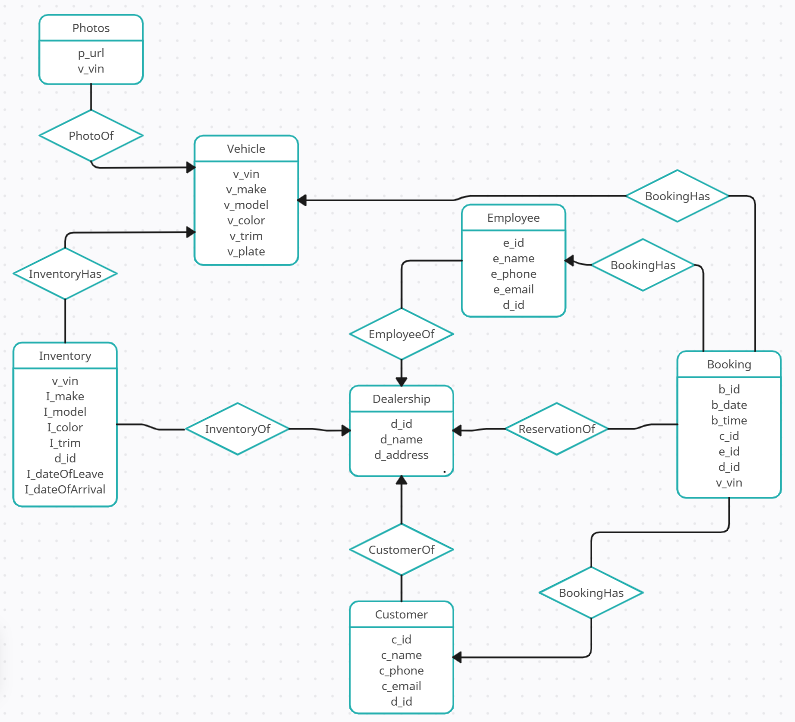 Photos
p_url
v_vin
PhotoOf
Vehicle
v_vin
v_make
v_model
v_color
v_trim
v_plate
BookingHas
Employee
e_id
e_name
e_phone
e_email
d_id
BookingHas
InventoryHas
EmployeeOf
Inventory
v_vin
I_make
I_model
I_color
I_trim
d_id
I_dateOfLeave
I_dateOfArrival
InventoryOf
Dealership
d_id
d_name
d_address
.
ReservationOf
Booking
b_id
b_date
b_time
c_id
e_id
d_id
v_vin
CustomerOf
BookingHas
Customer
c_id
c_name
c_phone
c_email
d_id